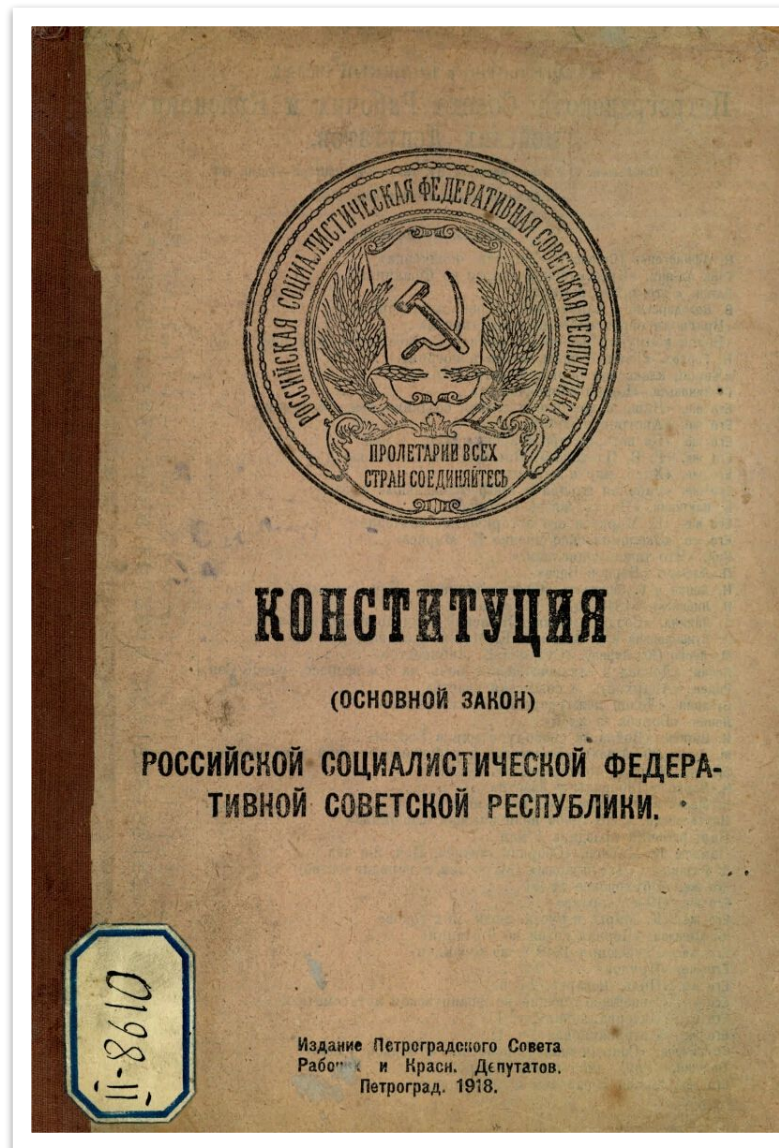 РОССИЙСКАЯ СОЦИАЛИСТИЧЕСКАЯ ФЕДЕРАТИВНАЯ СОВЕТСКАЯ РЕСПУБЛИКА
ПРОЛЕТАРИИ ВСЕХ
СТРАН СОЕДИНЯЙТЕСЬ
КОНСТИТУЦИЯ
(ОСНОВНОЙ ЗАКОН)
РОССИЙСКОЙ СОЦИАЛИСТИЧЕСКОЙ ФЕДЕРА-
ТИВНОЙ СОВЕТСКОЙ РЕСПУБЛИКИ.
0198-II
Издание Петроградского Совета
и Красн. Депутатов.
Петроград. 1918.